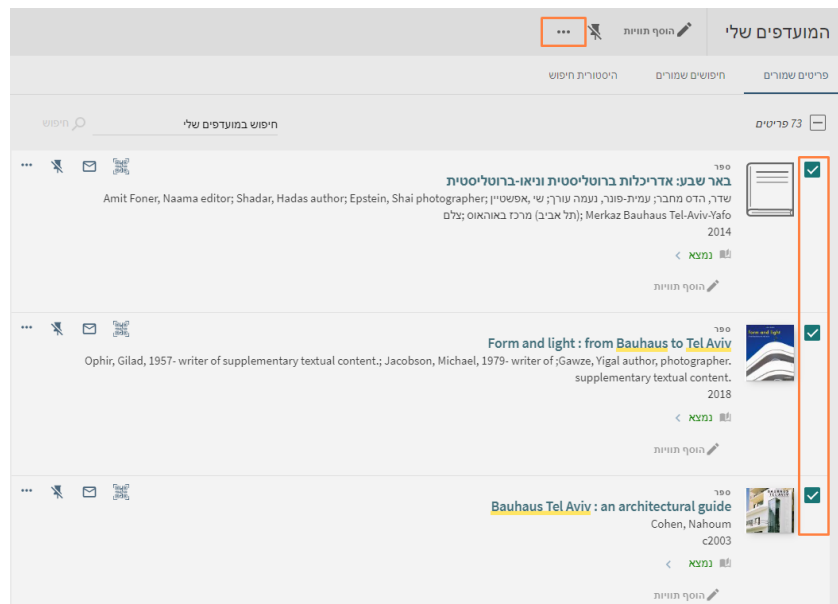 המועדפים שלי
הוסף תוויות
...
פריטים שמורים
חיפושים שמורים
היסטורית חיפוש
73 פריטים
חיפוש במועדפים שלי
חיפוש
ספר
באר שבע: אדריכלות ברוטליסטית וניאו-ברוטליסטית
שדר, הדס מחבר; עמית-פונר, נעמה עורך; שי ,אפשטיין; Amit Foner, Naama editor; Shadar, Hadas author; Epstein, Shai photographer
צלם; מרכז באוהאוס (תל אביב); Merkaz Bauhaus Tel-Aviv-Yafo
2014
נמצא
הוסף תוויות
ספר
Form and light : from Bauhaus to Tel Aviv
Ophir, Gilad, 1957- writer of supplementary textual content.; Jacobson, Michael, 1979- writer of ;Gawze, Yigal author, photographer.
supplementary textual content.
2018
נמצא
הוסף תוויות
ספר
Bauhaus Tel Aviv : an architectural guide
Cohen, Nahoum
c2003
נמצא
הוסף תוויות